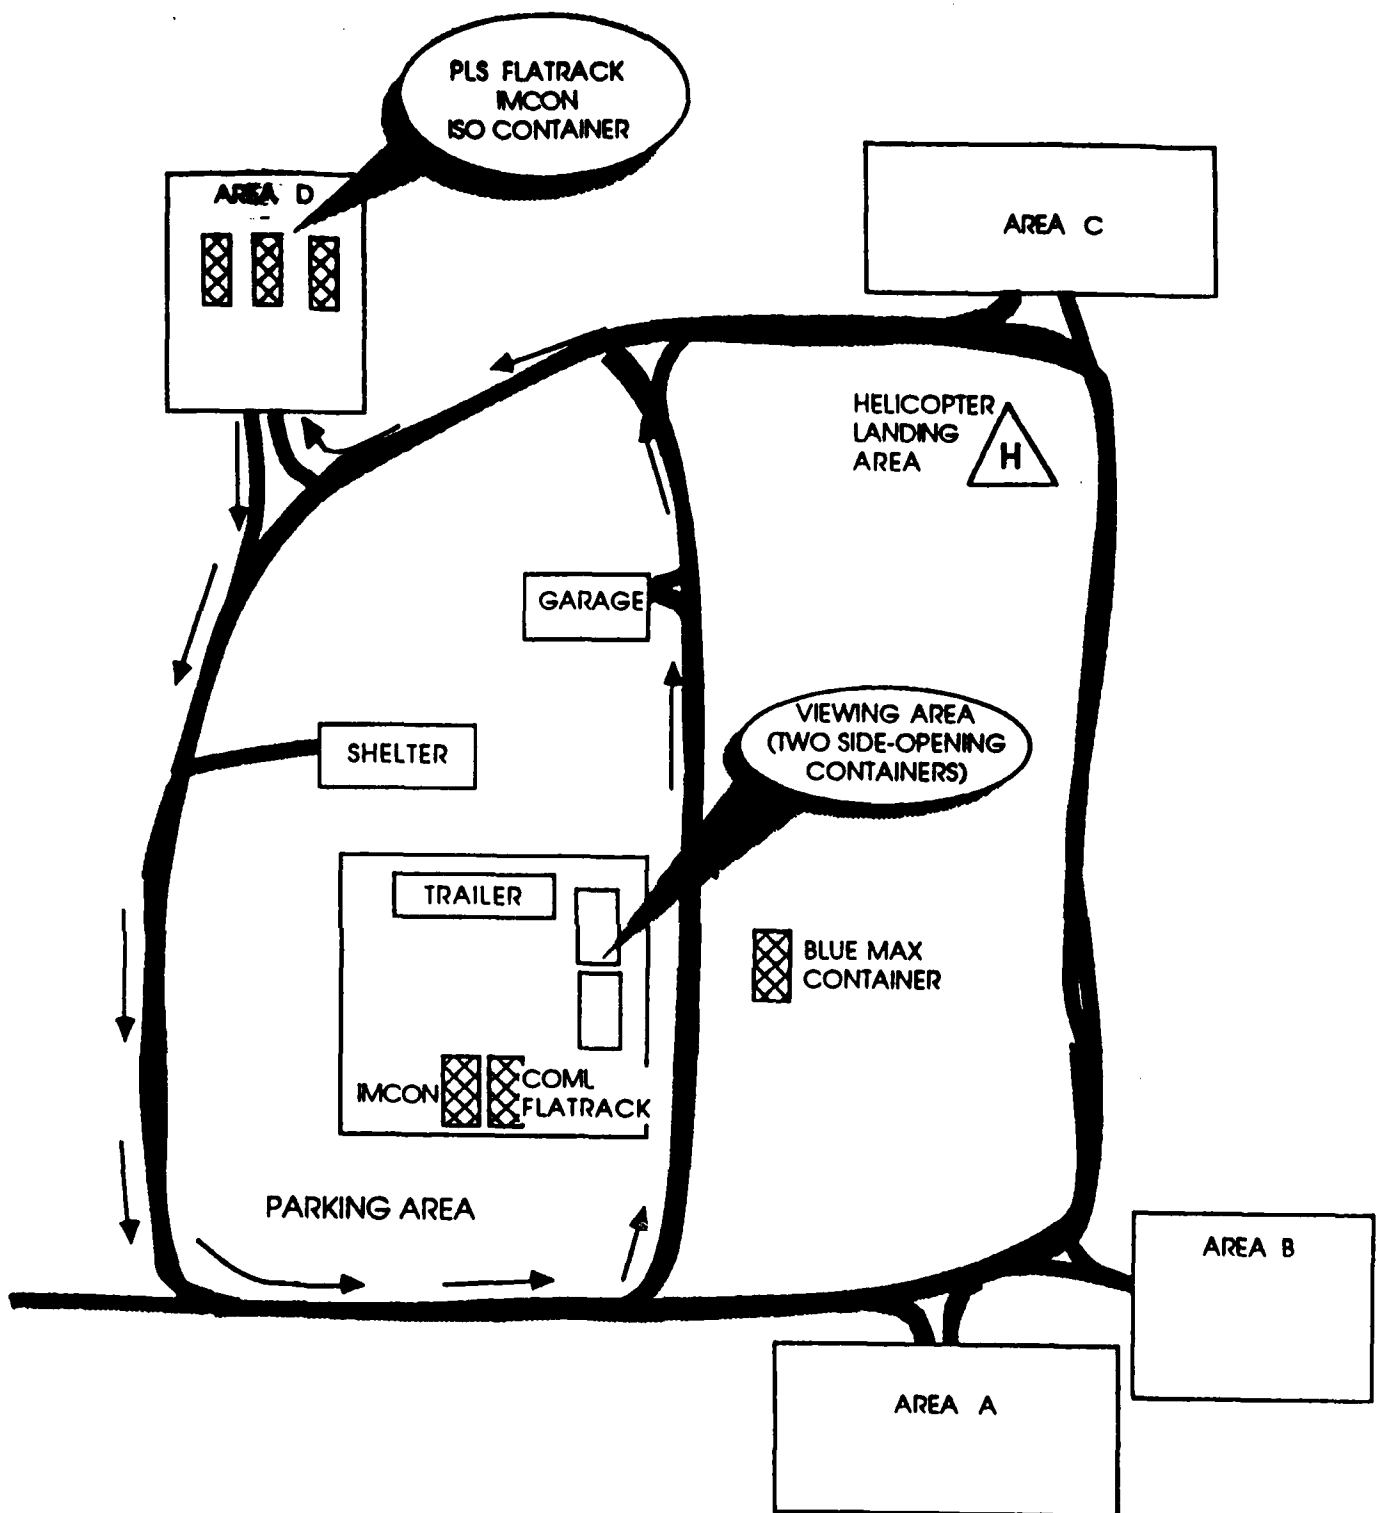 PLS FLATRACK
IMCON
ISO CONTAINER
AREA D
AREA C
HELICOPTER
LANDING
AREA
H
GARAGE
VIEWING AREA
(TWO SIDE-OPENING
CONTAINERS)
SHELTER
TRAILER
BLUE MAX
CONTAINER
IMCON
COML
FLATRACK
PARKING AREA
AREA B
AREA A